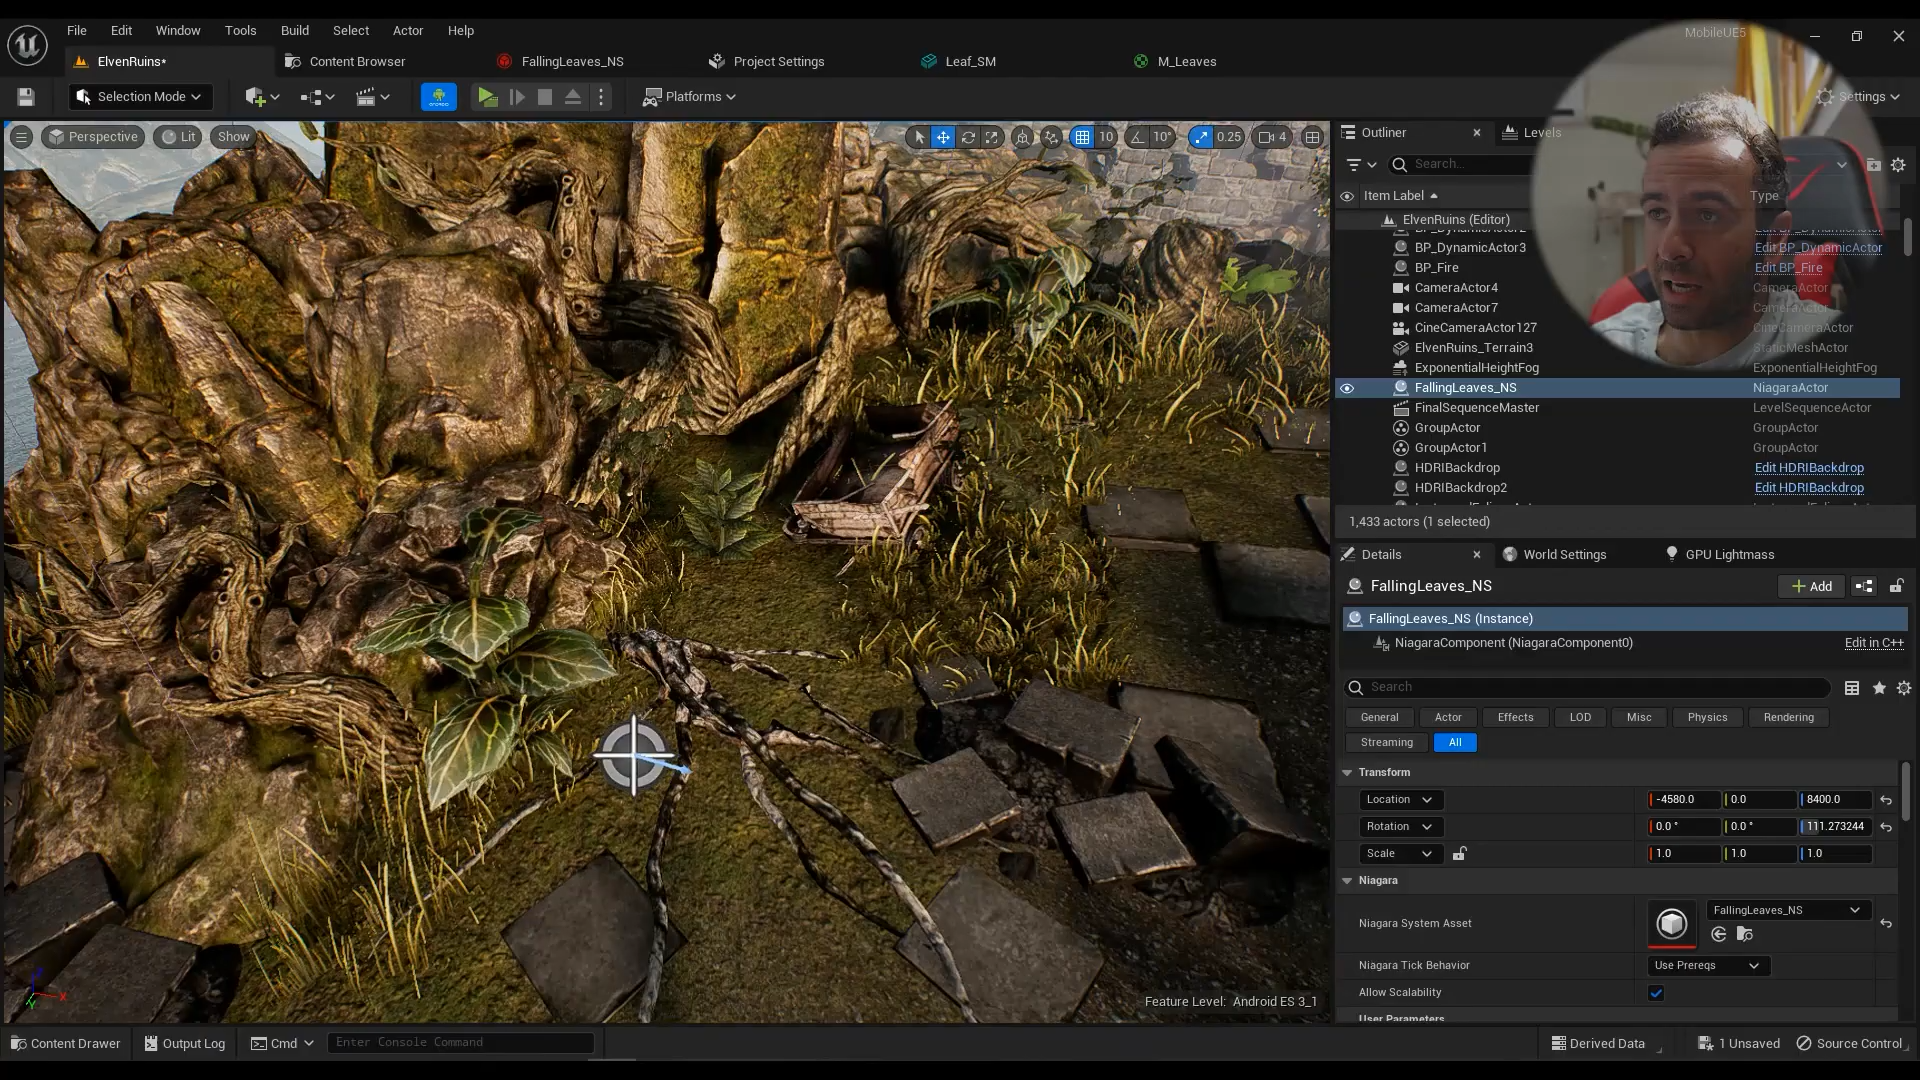 File Edit Window Tools Build Select Actor Help
MobileUE5
ElvenRuins*
Content Browser
FallingLeaves_NS
Project Settings
Leaf_SM
M_Leaves
Selection Mode
Platforms
Settings
Perspective
Lit
Show
10
10°
0.25
4
Outliner
Levels
Search...
Item Label
Type
ElvenRuins (Editor)
BP_DynamicActor3 Edit BP_DynamicActor
BP_Fire Edit BP_Fire
CameraActor4 CameraActor
CameraActor7 CameraActor
CineCameraActor127 CineCameraActor
ElvenRuins_Terrain3 StaticMeshActor
ExponentialHeightFog ExponentialHeightFog
FallingLeaves_NS NiagaraActor
FinalSequenceMaster LevelSequenceActor
GroupActor GroupActor
GroupActor1 GroupActor
HDRIBackdrop Edit HDRIBackdrop
HDRIBackdrop2 Edit HDRIBackdrop
1,433 actors (1 selected)
Details
World Settings
GPU Lightmass
FallingLeaves_NS
Add
FallingLeaves_NS (Instance)
NiagaraComponent (NiagaraComponent0) Edit in C++
Search
General Actor Effects LOD Misc Physics Rendering
Streaming All
Transform
Location -4580.0 0.0 8400.0
Rotation 0.0 ° 0.0 ° 111.273244
Scale 1.0 1.0 1.0
Niagara
Niagara System Asset FallingLeaves_NS
Niagara Tick Behavior Use Prereqs
Allow Scalability
User Parameters
Feature Level: Android ES 3_1
Content Drawer
Output Log
Cmd
Enter Console Command
Derived Data
1 Unsaved
Source Control